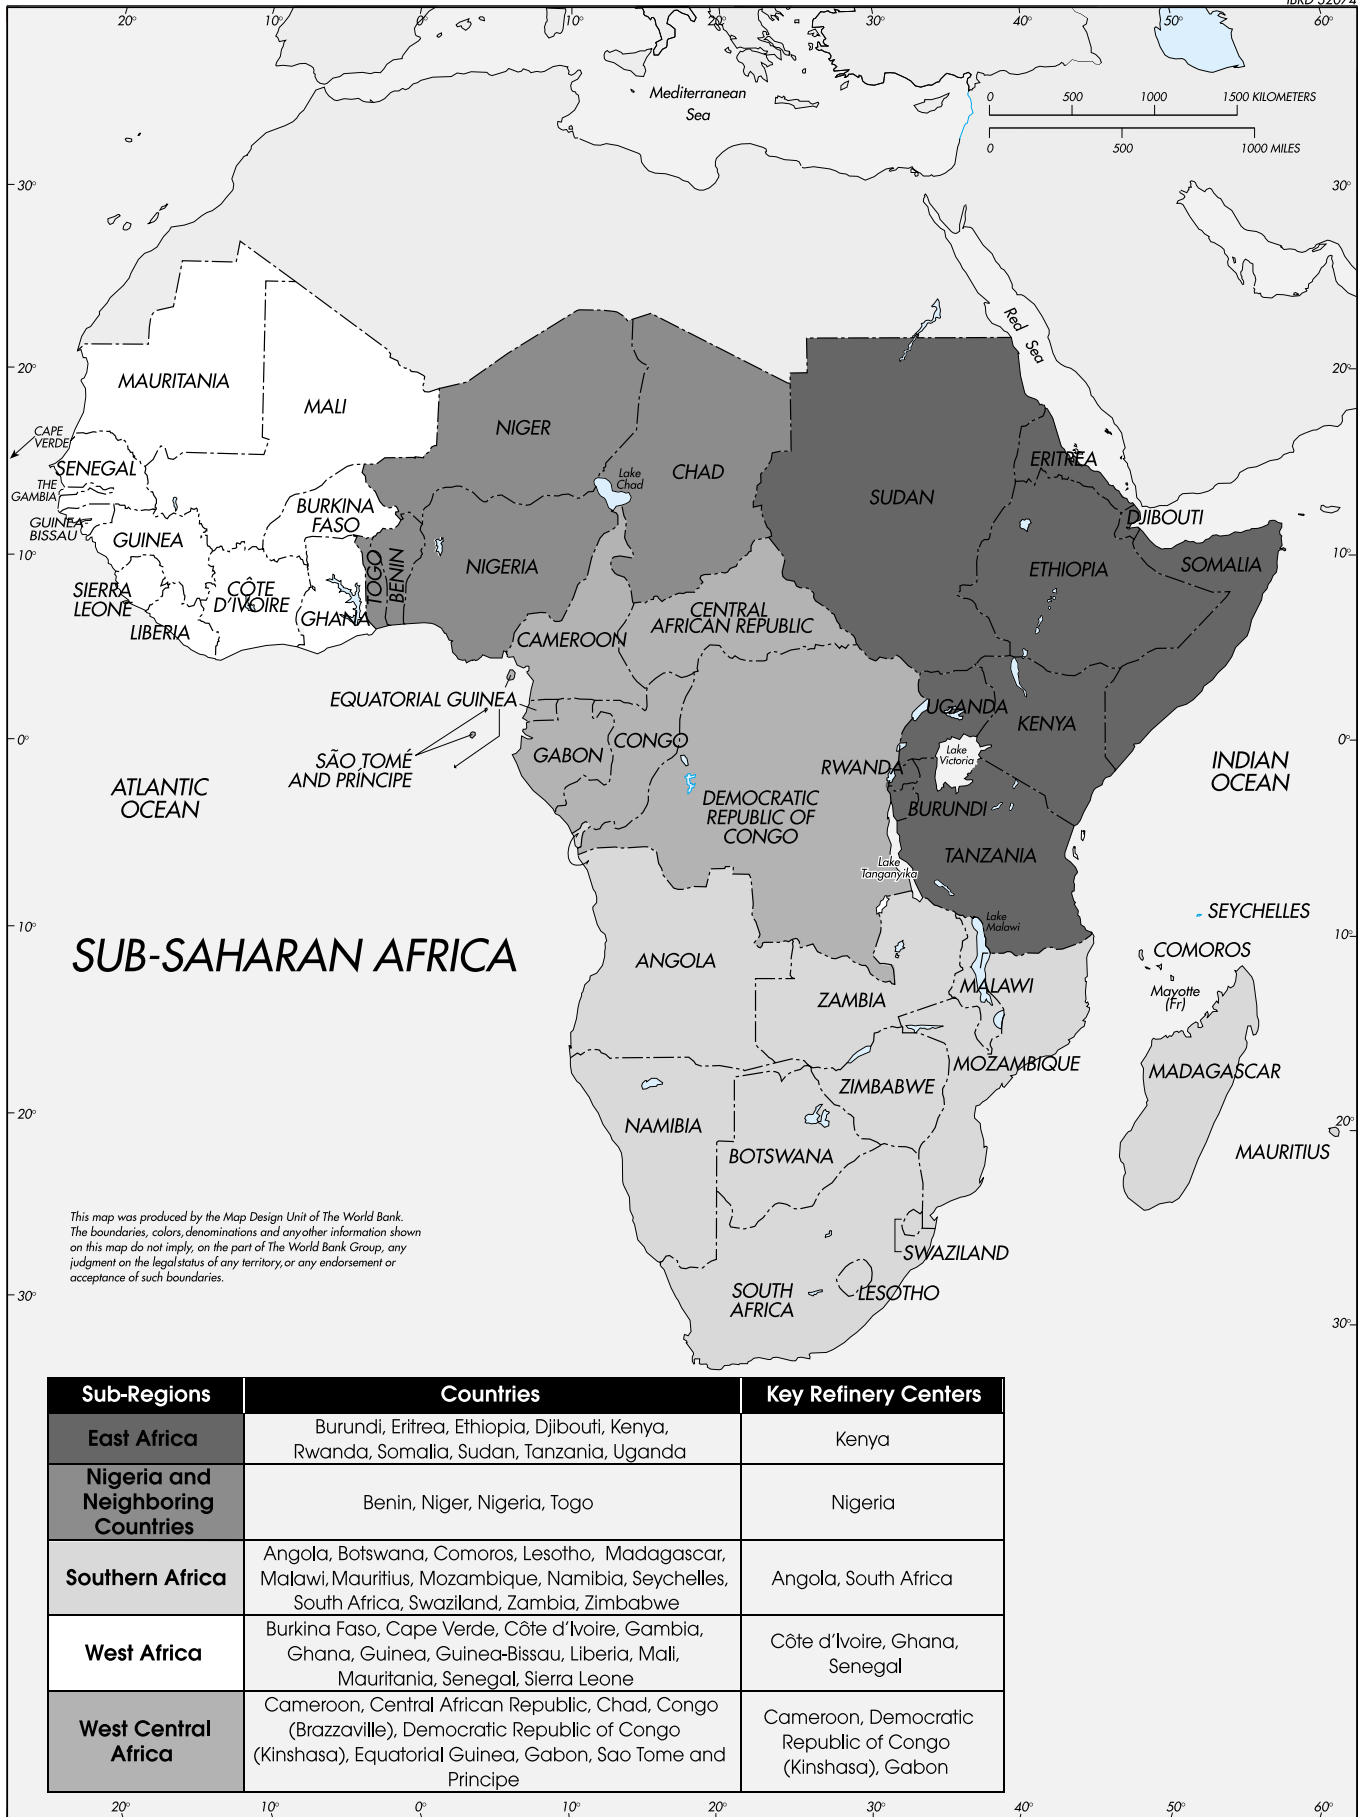 IBRD 32074
20°
10°
0°
10°
20°
30°
40°
50°
60°
Mediterranean
Sea
0 500 1000 1500 KILOMETERS
0 500 1000 MILES
30°
30°
Red Sea
20°
20°
MAURITANIA
MALI
NIGER
CHAD
SUDAN
ERITREA
CAPE
VERDE
SENEGAL
THE
GAMBIA
GUINEA-
BISSAU
GUINEA
BURKINA
FASO
Lake
Chad
DJIBOUTI
10°
10°
SIERRA
LEONE
LIBERIA
CÔTE
D'IVOIRE
GHANA
TOGO
BENIN
NIGERIA
ETHIOPIA
SOMALIA
CAMEROON
CENTRAL
AFRICAN REPUBLIC
EQUATORIAL GUINEA
UGANDA
KENYA
0°
0°
SÃO TOMÉ
AND PRÍNCIPE
GABON
CONGO
RWANDA
Lake
Victoria
ATLANTIC
OCEAN
INDIAN
OCEAN
DEMOCRATIC
REPUBLIC OF
CONGO
BURUNDI
TANZANIA
Lake
Tanganyika
SEYCHELLES
10°
10°
Lake
Malawi
SUB-SAHARAN AFRICA
ANGOLA
ZAMBIA
MALAWI
COMOROS
Mayotte
(Fr)
MOZAMBIQUE
MADAGASCAR
ZIMBABWE
20°
20°
NAMIBIA
BOTSWANA
MAURITIUS
This map was produced by the Map Design Unit of The World Bank.
The boundaries, colors, denominations and any other information shown
on this map do not imply, on the part of The World Bank Group, any
judgment on the legal status of any territory, or any endorsement or
acceptance of such boundaries.
SWAZILAND
SOUTH
AFRICA
LESOTHO
30°
30°
Sub-Regions Countries Key Refinery Centers
East Africa
Burundi, Eritrea, Ethiopia, Djibouti, Kenya,
Rwanda, Somalia, Sudan, Tanzania, Uganda
Kenya
Nigeria and
Neighboring
Countries
Benin, Niger, Nigeria, Togo
Nigeria
Southern Africa
Angola, Botswana, Comoros, Lesotho, Madagascar,
Malawi, Mauritius, Mozambique, Namibia, Seychelles,
South Africa, Swaziland, Zambia, Zimbabwe
Angola, South Africa
West Africa
Burkina Faso, Cape Verde, Côte d'Ivoire, Gambia,
Ghana, Guinea, Guinea-Bissau, Liberia, Mali,
Mauritania, Senegal, Sierra Leone
Côte d'Ivoire, Ghana,
Senegal
West Central
Africa
Cameroon, Central African Republic, Chad, Congo
(Brazzaville), Democratic Republic of Congo
(Kinshasa), Equatorial Guinea, Gabon, Sao Tome and
Principe
Cameroon, Democratic
Republic of Congo
(Kinshasa), Gabon
20°
10°
0°
10°
20°
30°
40°
50°
60°